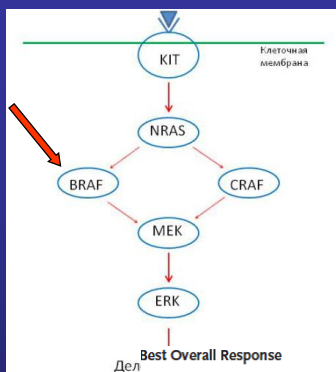 Клеточная
мембрана
KIT
NRAS
BRAF
CRAF
MEK
ERK
Best Overall Response
Дел